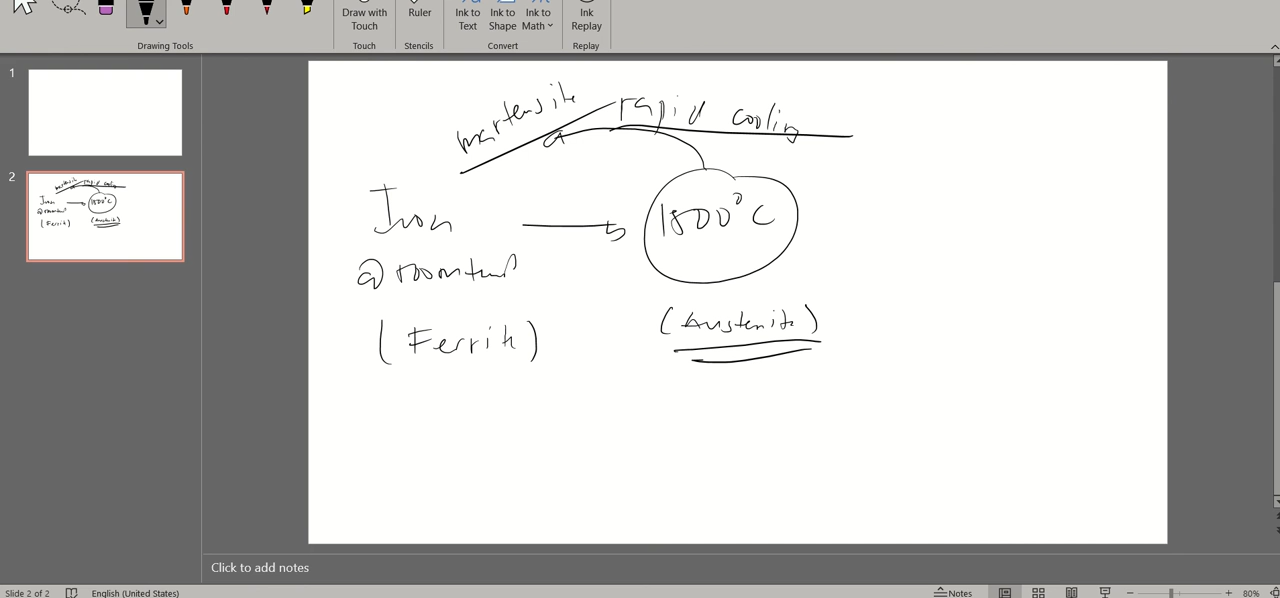 Draw with Touch
Ruler
Ink to Text
Ink to Shape
Ink to Math
Ink Replay
Drawing Tools
Touch
Stencils
Convert
Replay
1
2
martensite rapid cooling
Iron
1800°C
@ roomtemp
(Ferrite)
(Austenite)
Click to add notes
Slide 2 of 2
English (United States)
Notes
80%